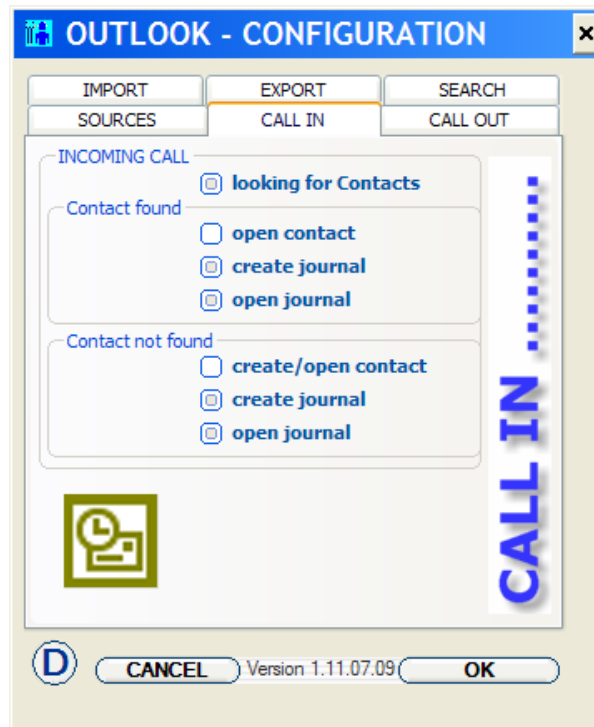 OUTLOOK - CONFIGURATION
IMPORT EXPORT SEARCH
SOURCES CALL IN CALL OUT
INCOMING CALL
looking for Contacts
Contact found
open contact
create journal
open journal
Contact not found
create/open contact
create journal
open journal
CALL IN ...........
D CANCEL Version 1.11.07.09 OK